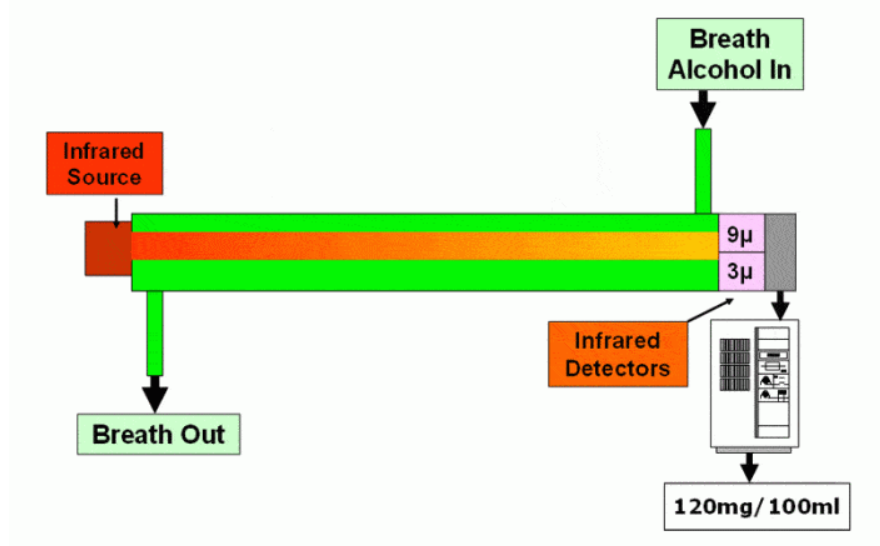 Breath
Alcohol In
Infrared
Source
9µ
3µ
Infrared
Detectors
Breath Out
120mg/100ml